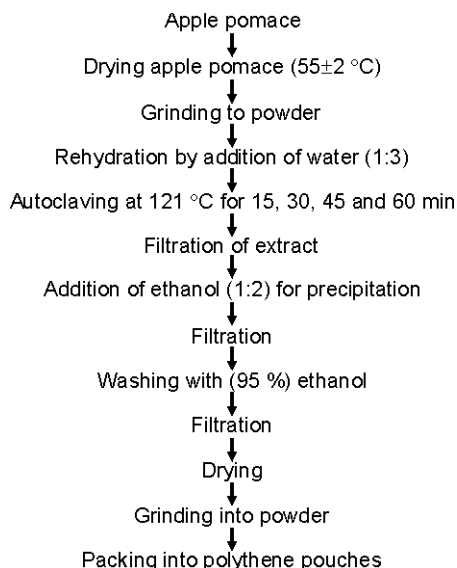 Apple pomace
Drying apple pomace (55±2 °C)
Grinding to powder
Rehydration by addition of water (1:3)
Autoclaving at 121 °C for 15, 30, 45 and 60 min
Filtration of extract
Addition of ethanol (1:2) for precipitation
Filtration
Washing with (95 %) ethanol
Filtration
Drying
Grinding into powder
Packing into polythene pouches